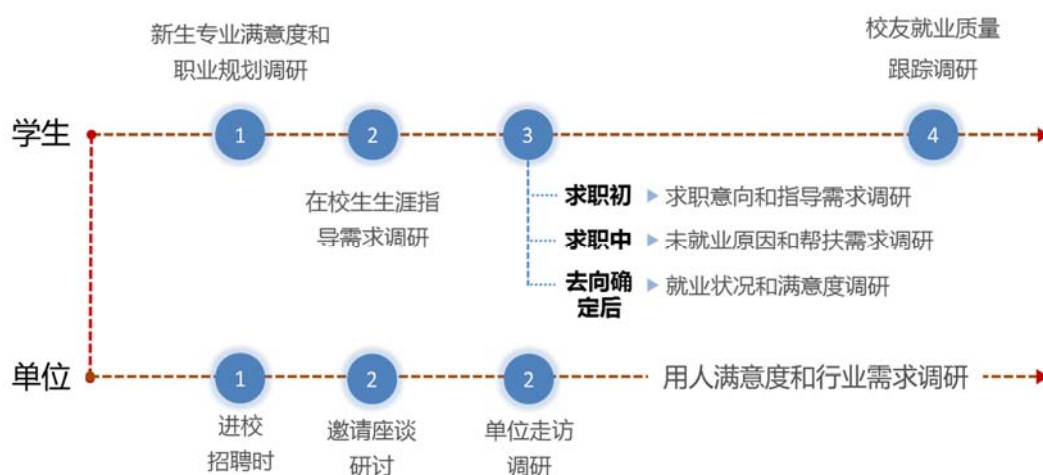 新生专业满意度和
职业规划调研
校友就业质量
跟踪调研
学生
1
2
3
4
在校生生涯指
导需求调研
求职初
求职意向和指导需求调研
求职中
未就业原因和帮扶需求调研
去向确
定后
就业状况和满意度调研
单位
1
2
2
用人满意度和行业需求调研
进校
招聘时
邀请座谈
研讨
单位走访
调研